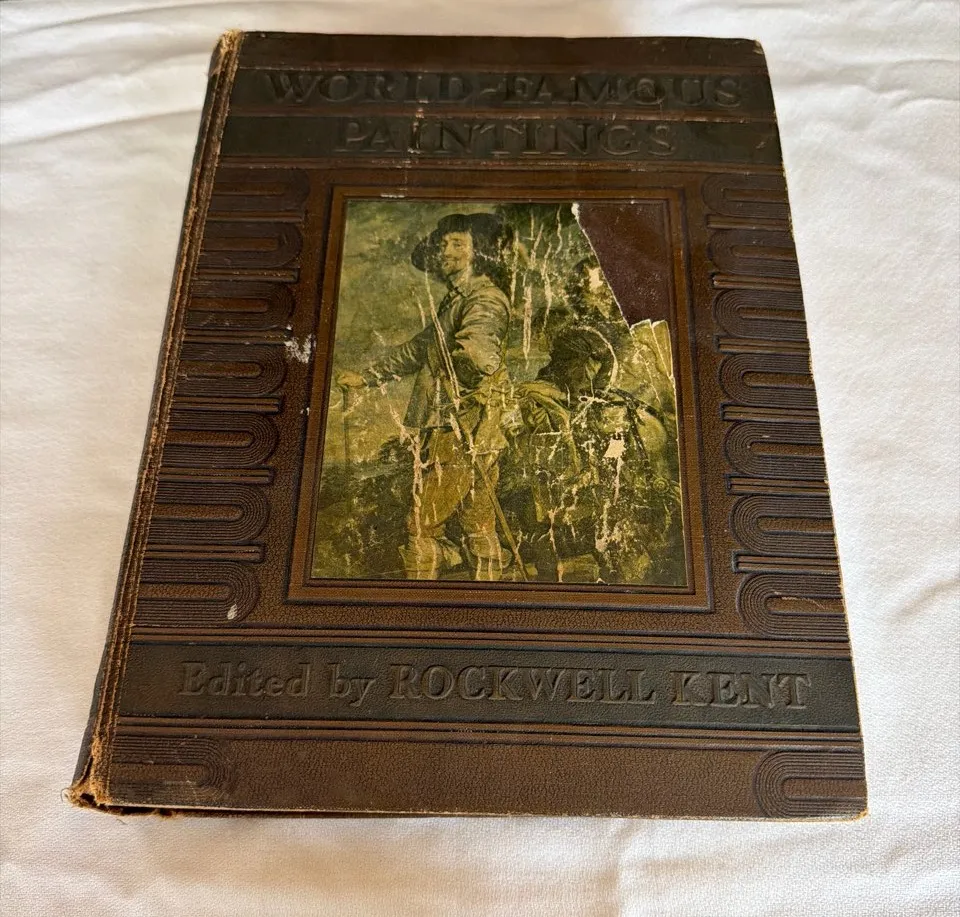 WORLD-FAMOUS
PAINTINGS
Edited by ROCKWELL KENT